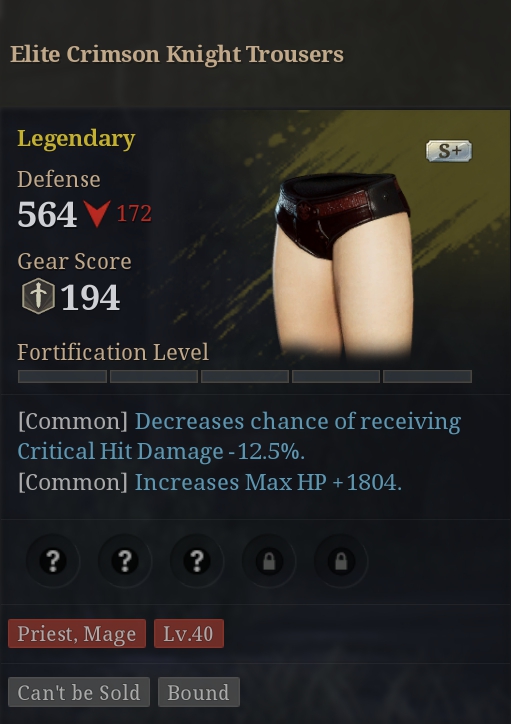 Elite Crimson Knight Trousers
Legendary
S+
Defense
564 172
Gear Score
194
Fortification Level
[Common] Decreases chance of receiving
Critical Hit Damage -12.5%.
[Common] Increases Max HP +1804.
? ? ?
Priest, Mage Lv.40
Can't be Sold Bound